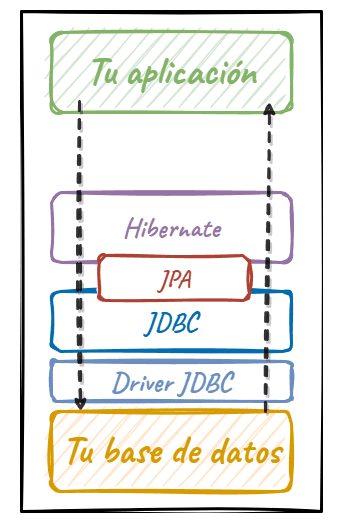 Tu aplicación
Hibernate
JPA
JDBC
Driver JDBC
Tu base de datos